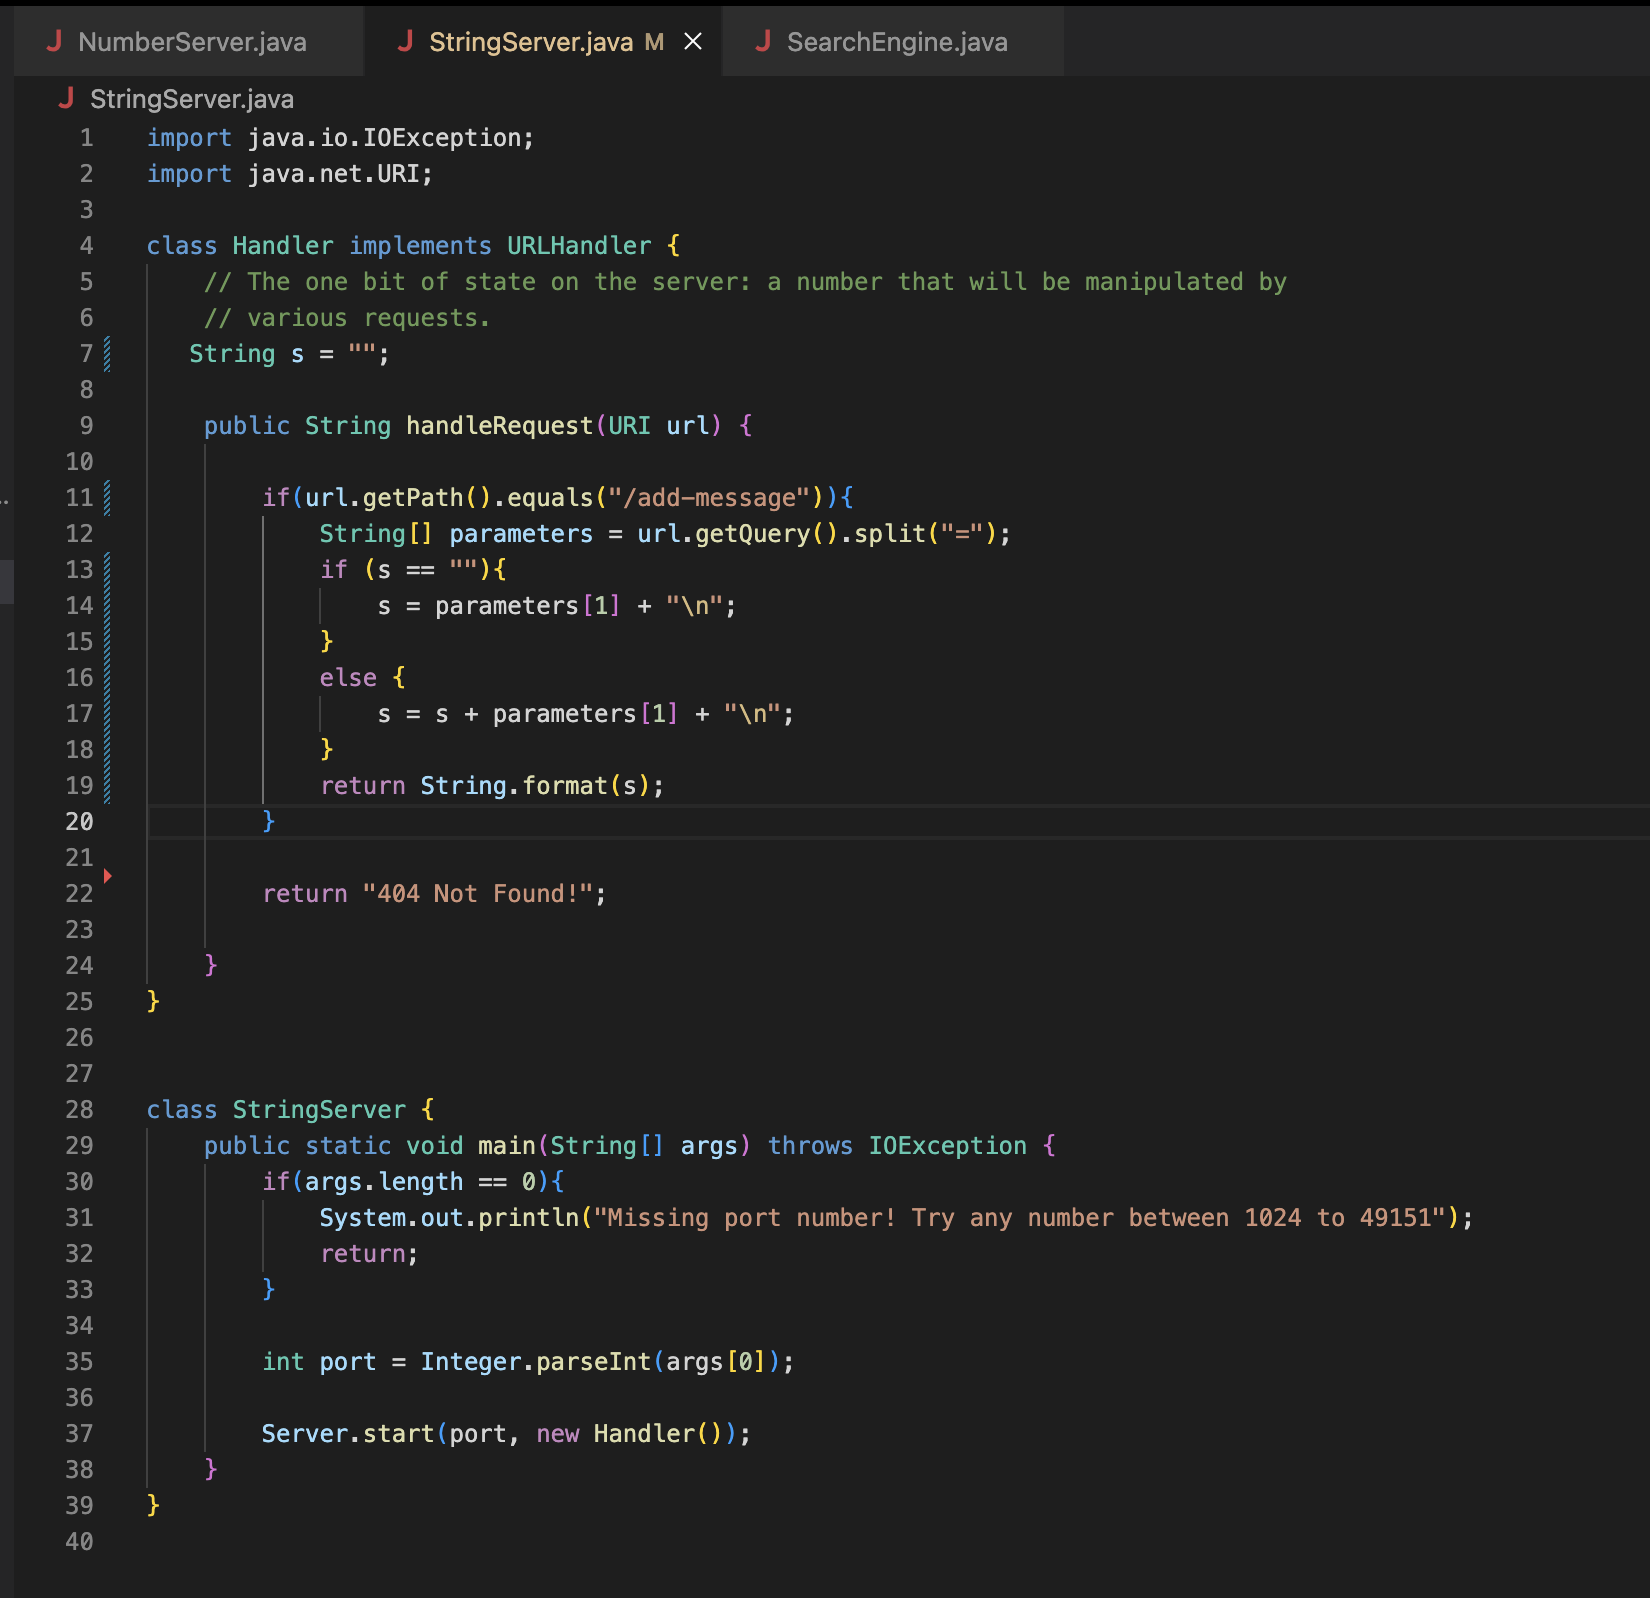 NumberServer.java
StringServer.java M
SearchEngine.java
StringServer.java
1 import java.io.IOException;
2 import java.net.URI;
3
4 class Handler implements URLHandler {
5 // The one bit of state on the server: a number that will be manipulated by
6 // various requests.
7 String s = "";
8
9 public String handleRequest(URI url) {
10
11 if(url.getPath().equals("/add-message")){
12 String[] parameters = url.getQuery().split("=");
13 if (s == ""){
14 s = parameters[1] + "\n";
15 }
16 else {
17 s = s + parameters[1] + "\n";
18 }
19 return String.format(s);
20 }
21
22 return "404 Not Found!";
23
24 }
25 }
26
27
28 class StringServer {
29 public static void main(String[] args) throws IOException {
30 if(args.length == 0){
31 System.out.println("Missing port number! Try any number between 1024 to 49151");
32 return;
33 }
34
35 int port = Integer.parseInt(args[0]);
36
37 Server.start(port, new Handler());
38 }
39 }
40